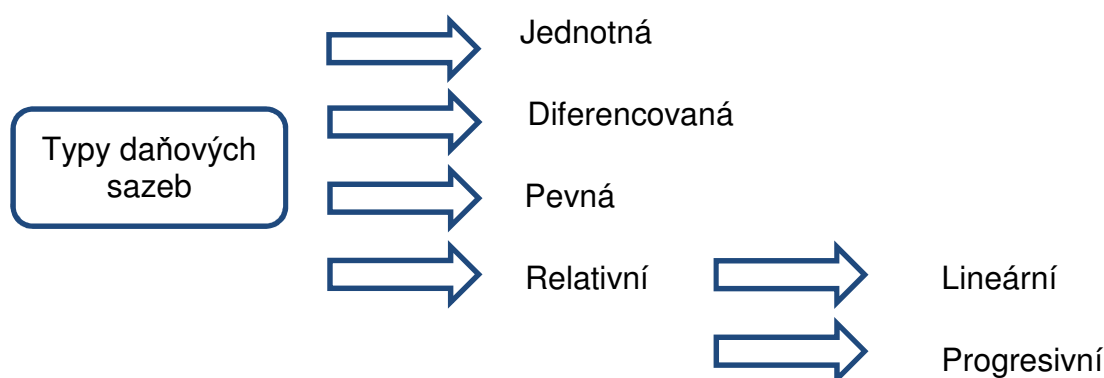 Jednotná
Diferencovaná
Typy daňových
sazeb
Pevná
Relativní
Lineární
Progresivní